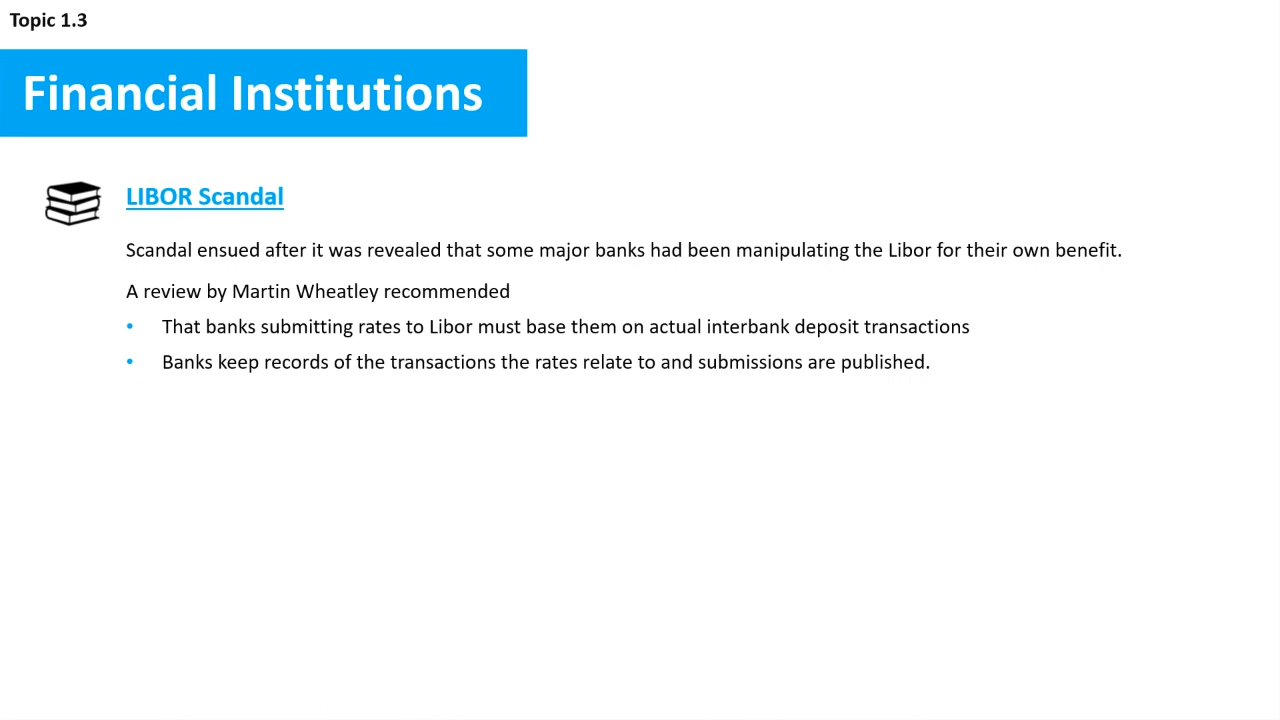 Topic 1.3
Financial Institutions
LIBOR Scandal
Scandal ensued after it was revealed that some major banks had been manipulating the Libor for their own benefit.
A review by Martin Wheatley recommended
• That banks submitting rates to Libor must base them on actual interbank deposit transactions
• Banks keep records of the transactions the rates relate to and submissions are published.